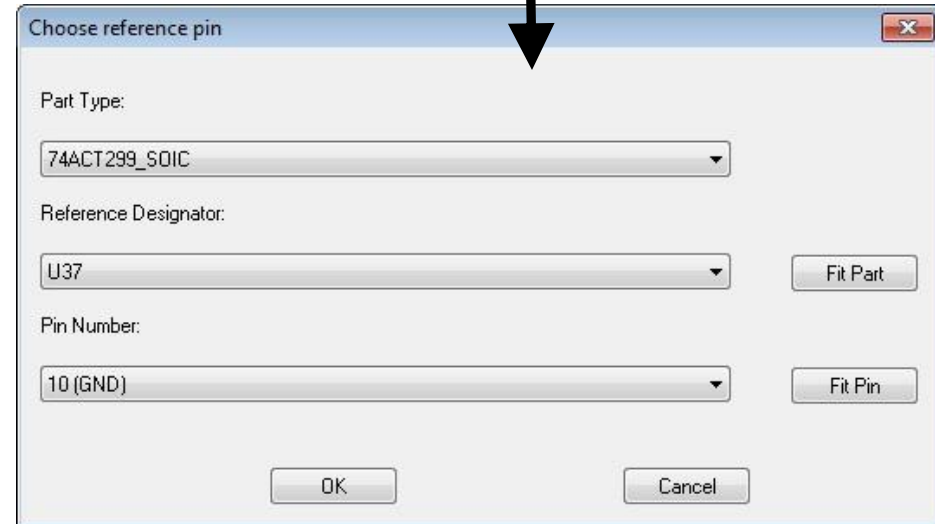 Choose reference pin
Part Type:
74ACT299_SOIC
Reference Designator:
U37
Fit Part
Pin Number:
10 (GND)
Fit Pin
OK
Cancel